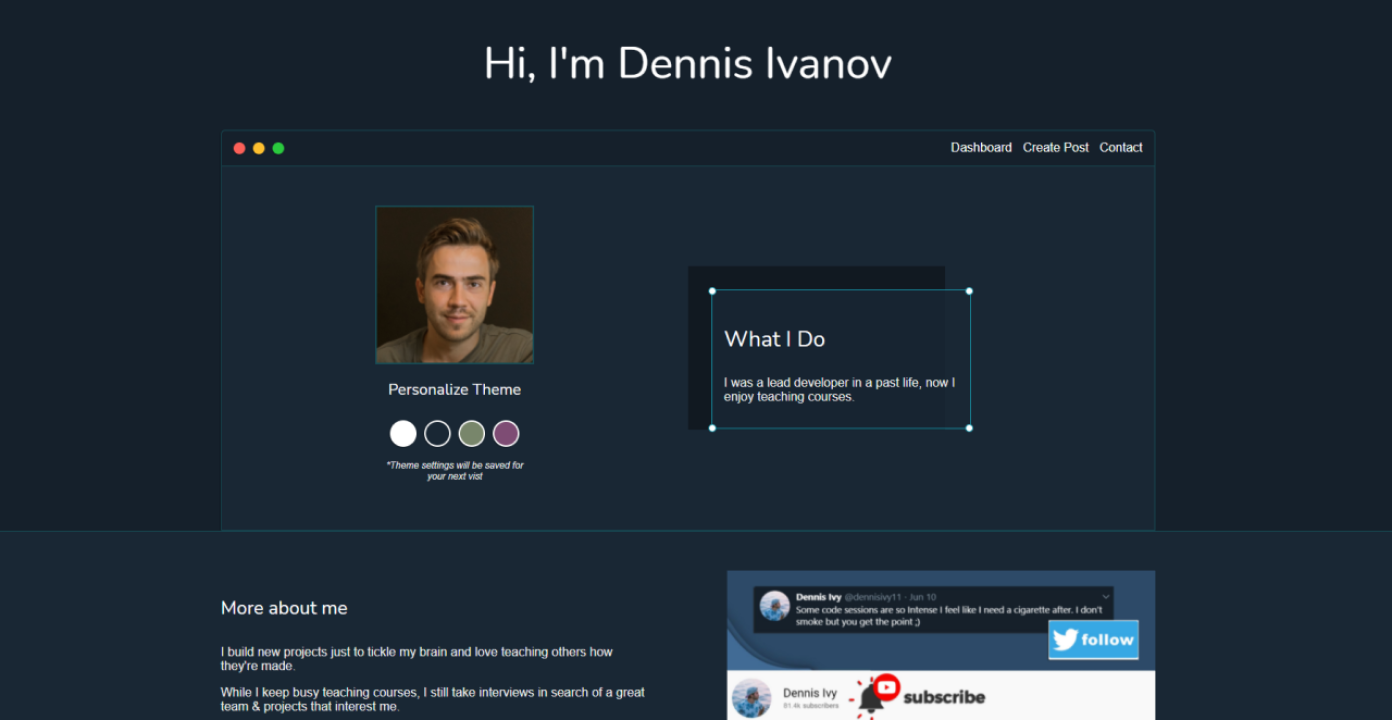 Hi, I'm Dennis Ivanov
Dashboard Create Post Contact
Personalize Theme
*Theme settings will be saved for
your next vist
What I Do
I was a lead developer in a past life, now I
enjoy teaching courses.
More about me
I build new projects just to tickle my brain and love teaching others how
they're made.
While I keep busy teaching courses, I still take interviews in search of a great
team & projects that interest me.
Dennis Ivy @dennisivy11 · Jun 10
Some code sessions are so Intense I feel like I need a cigarette after. I don't
smoke but you get the point ;)
follow
Dennis Ivy
81.4k subscribers
subscribe